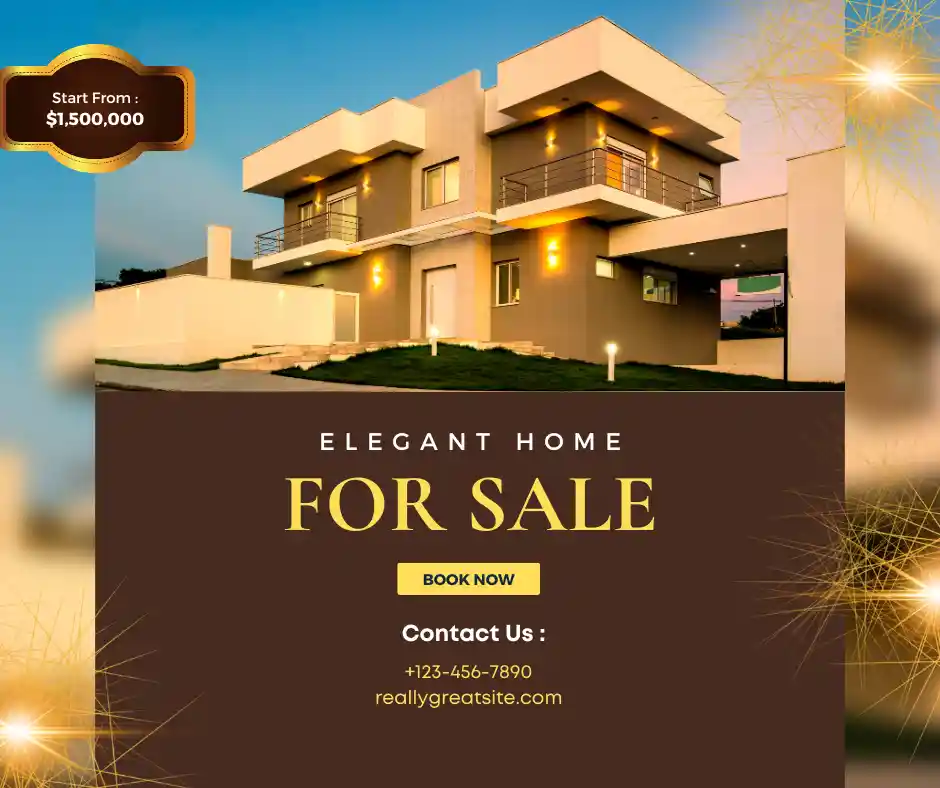 Start From :
$1,500,000
ELEGANT HOME
FOR SALE
BOOK NOW
Contact Us :
+123-456-7890
reallygreatsite.com